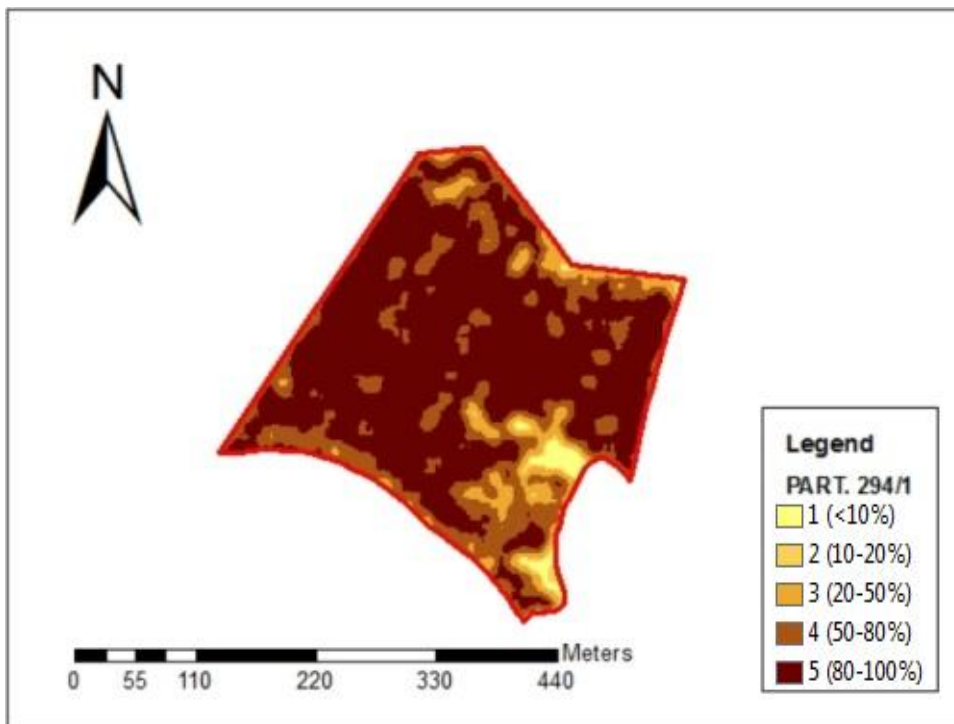 N
Legend
PART. 294/1
1 (<10%)
2 (10-20%)
3 (20-50%)
4 (50-80%)
5 (80-100%)
Meters
0 55 110 220 330 440